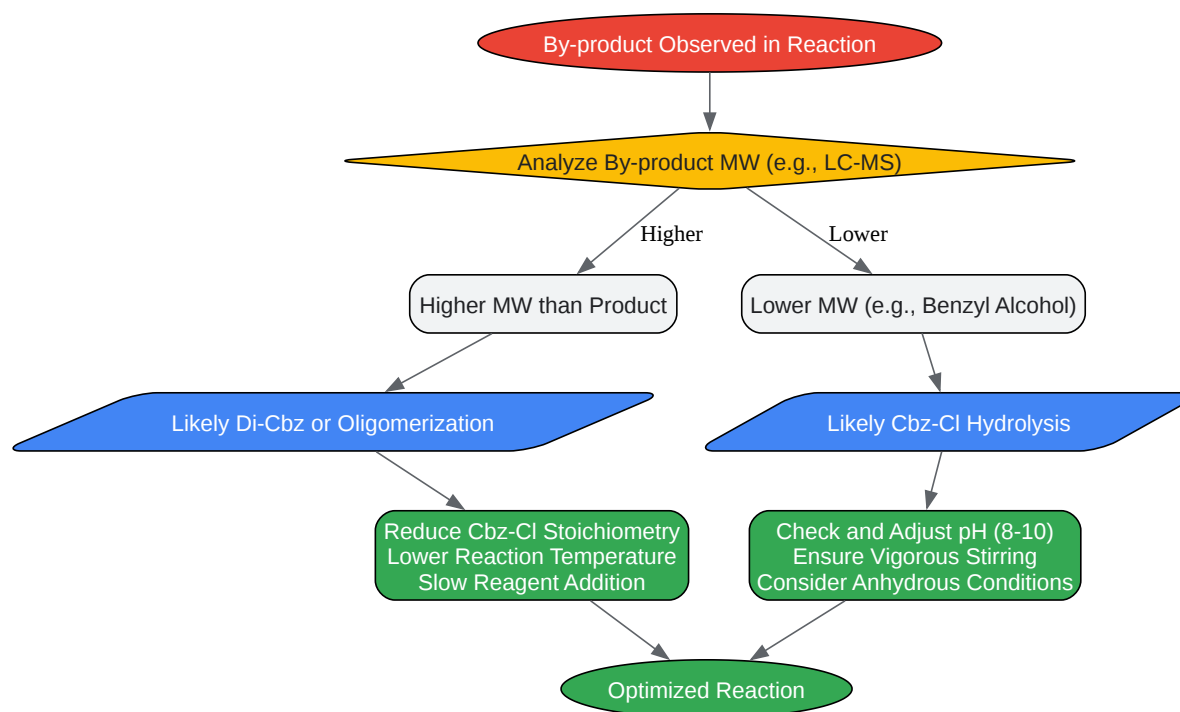 By-product Observed in Reaction
Analyze By-product MW (e.g., LC-MS)
Higher
Lower
Higher MW than Product
Lower MW (e.g., Benzyl Alcohol)
Likely Di-Cbz or Oligomerization
Likely Cbz-Cl Hydrolysis
Reduce Cbz-Cl Stoichiometry
Lower Reaction Temperature
Slow Reagent Addition
Check and Adjust pH (8-10)
Ensure Vigorous Stirring
Consider Anhydrous Conditions
Optimized Reaction